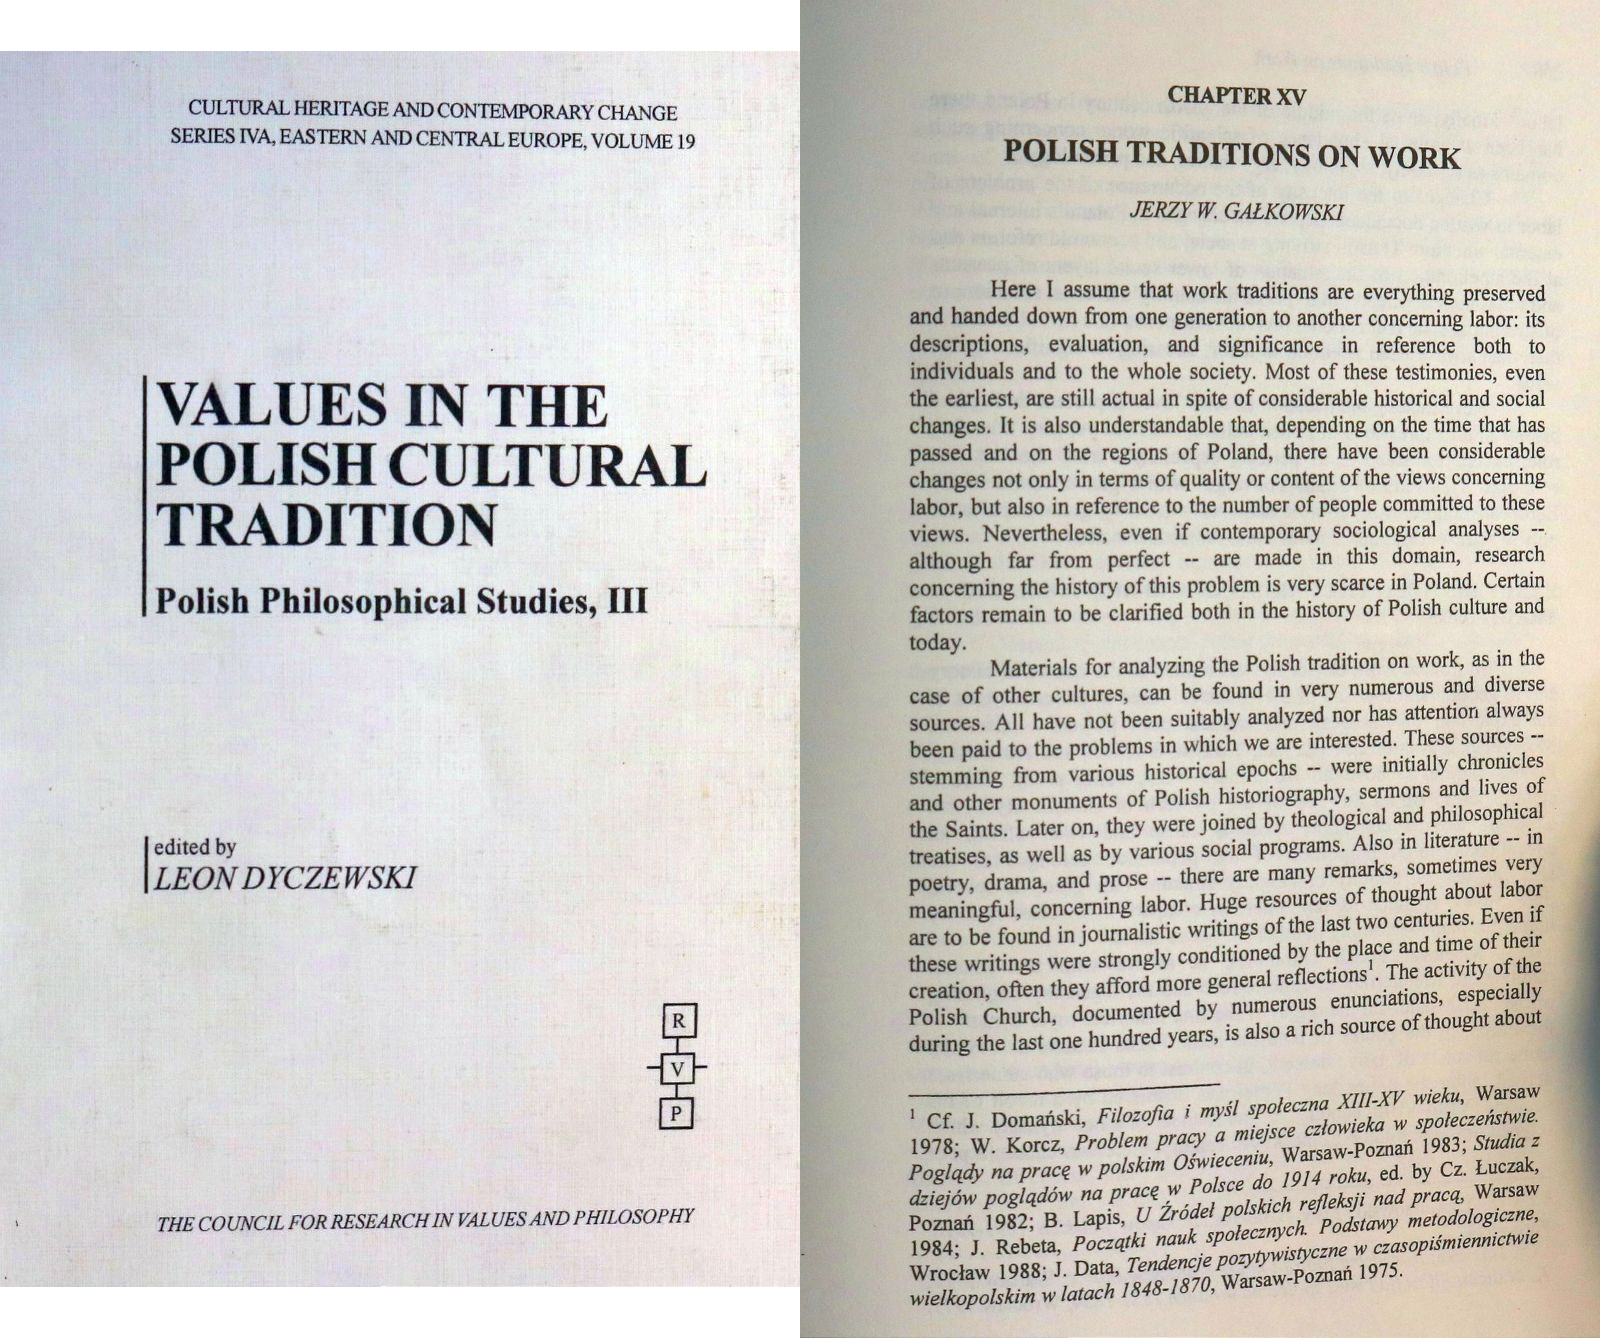 CULTURAL HERITAGE AND CONTEMPORARY CHANGE
SERIES IVA, EASTERN AND CENTRAL EUROPE, VOLUME 19
VALUES IN THE
POLISH CULTURAL
TRADITION
Polish Philosophical Studies, III
edited by
LEON DYCZEWSKI
R
V
P
THE COUNCIL FOR RESEARCH IN VALUES AND PHILOSOPHY
CHAPTER XV
POLISH TRADITIONS ON WORK
JERZY W. GAŁKOWSKI
Here I assume that work traditions are everything preserved
and handed down from one generation to another concerning labor: its
descriptions, evaluation, and significance in reference both to
individuals and to the whole society. Most of these testimonies, even
the earliest, are still actual in spite of considerable historical and social
changes. It is also understandable that, depending on the time that has
passed and on the regions of Poland, there have been considerable
changes not only in terms of quality or content of the views concerning
labor, but also in reference to the number of people committed to these
views. Nevertheless, even if contemporary sociological analyses --
although far from perfect -- are made in this domain, research
concerning the history of this problem is very scarce in Poland. Certain
factors remain to be clarified both in the history of Polish culture and
today.
Materials for analyzing the Polish tradition on work, as in the
case of other cultures, can be found in very numerous and diverse
sources. All have not been suitably analyzed nor has attention always
been paid to the problems in which we are interested. These sources --
stemming from various historical epochs -- were initially chronicles
and other monuments of Polish historiography, sermons and lives of
the Saints. Later on, they were joined by theological and philosophical
treatises, as well as by various social programs. Also in literature -- in
poetry, drama, and prose -- there are many remarks, sometimes very
meaningful, concerning labor. Huge resources of thought about labor
are to be found in journalistic writings of the last two centuries. Even if
these writings were strongly conditioned by the place and time of their
creation, often they afford more general reflections¹. The activity of the
Polish Church, documented by numerous enunciations, especially
during the last one hundred years, is also a rich source of thought about
¹ Cf. J. Domański, Filozofia i myśl społeczna XIII-XV wieku, Warsaw
1978; W. Korcz, Problem pracy a miejsce człowieka w społeczeństwie.
Poglądy na pracę w polskim Oświeceniu, Warsaw-Poznań 1983; Studia z
dziejów poglądów na pracę w Polsce do 1914 roku, ed. by Cz. Łuczak,
Poznań 1982; B. Lapis, U Źródeł polskich refleksji nad pracą, Warsaw
1984; J. Rebeta, Początki nauk społecznych. Podstawy metodologiczne,
Wrocław 1988; J. Data, Tendencje pozytywistyczne w czasopiśmiennictwie
wielkopolskim w latach 1848-1870, Warsaw-Poznań 1975.